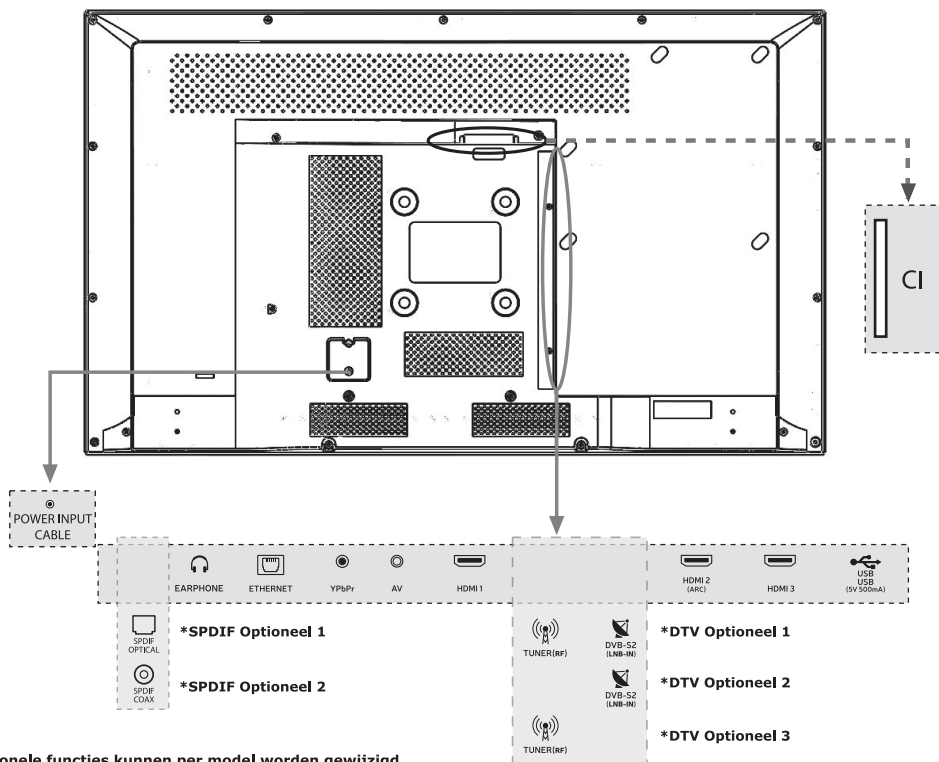 CI
POWER INPUT
CABLE
EARPHONE
ETHERNET
YPbPr
AV
HDMI 1
HDMI 2
(ARC)
HDMI 3
USB
USB
(5V 500mA)
SPDIF
OPTICAL
*SPDIF Optioneel 1
TUNER(RF)
DVB-S2
(LNB-IN)
*DTV Optioneel 1
SPDIF
COAX
*SPDIF Optioneel 2
DVB-S2
(LNB-IN)
*DTV Optioneel 2
TUNER(RF)
*DTV Optioneel 3
functies kunnen per model worden gewijzigd